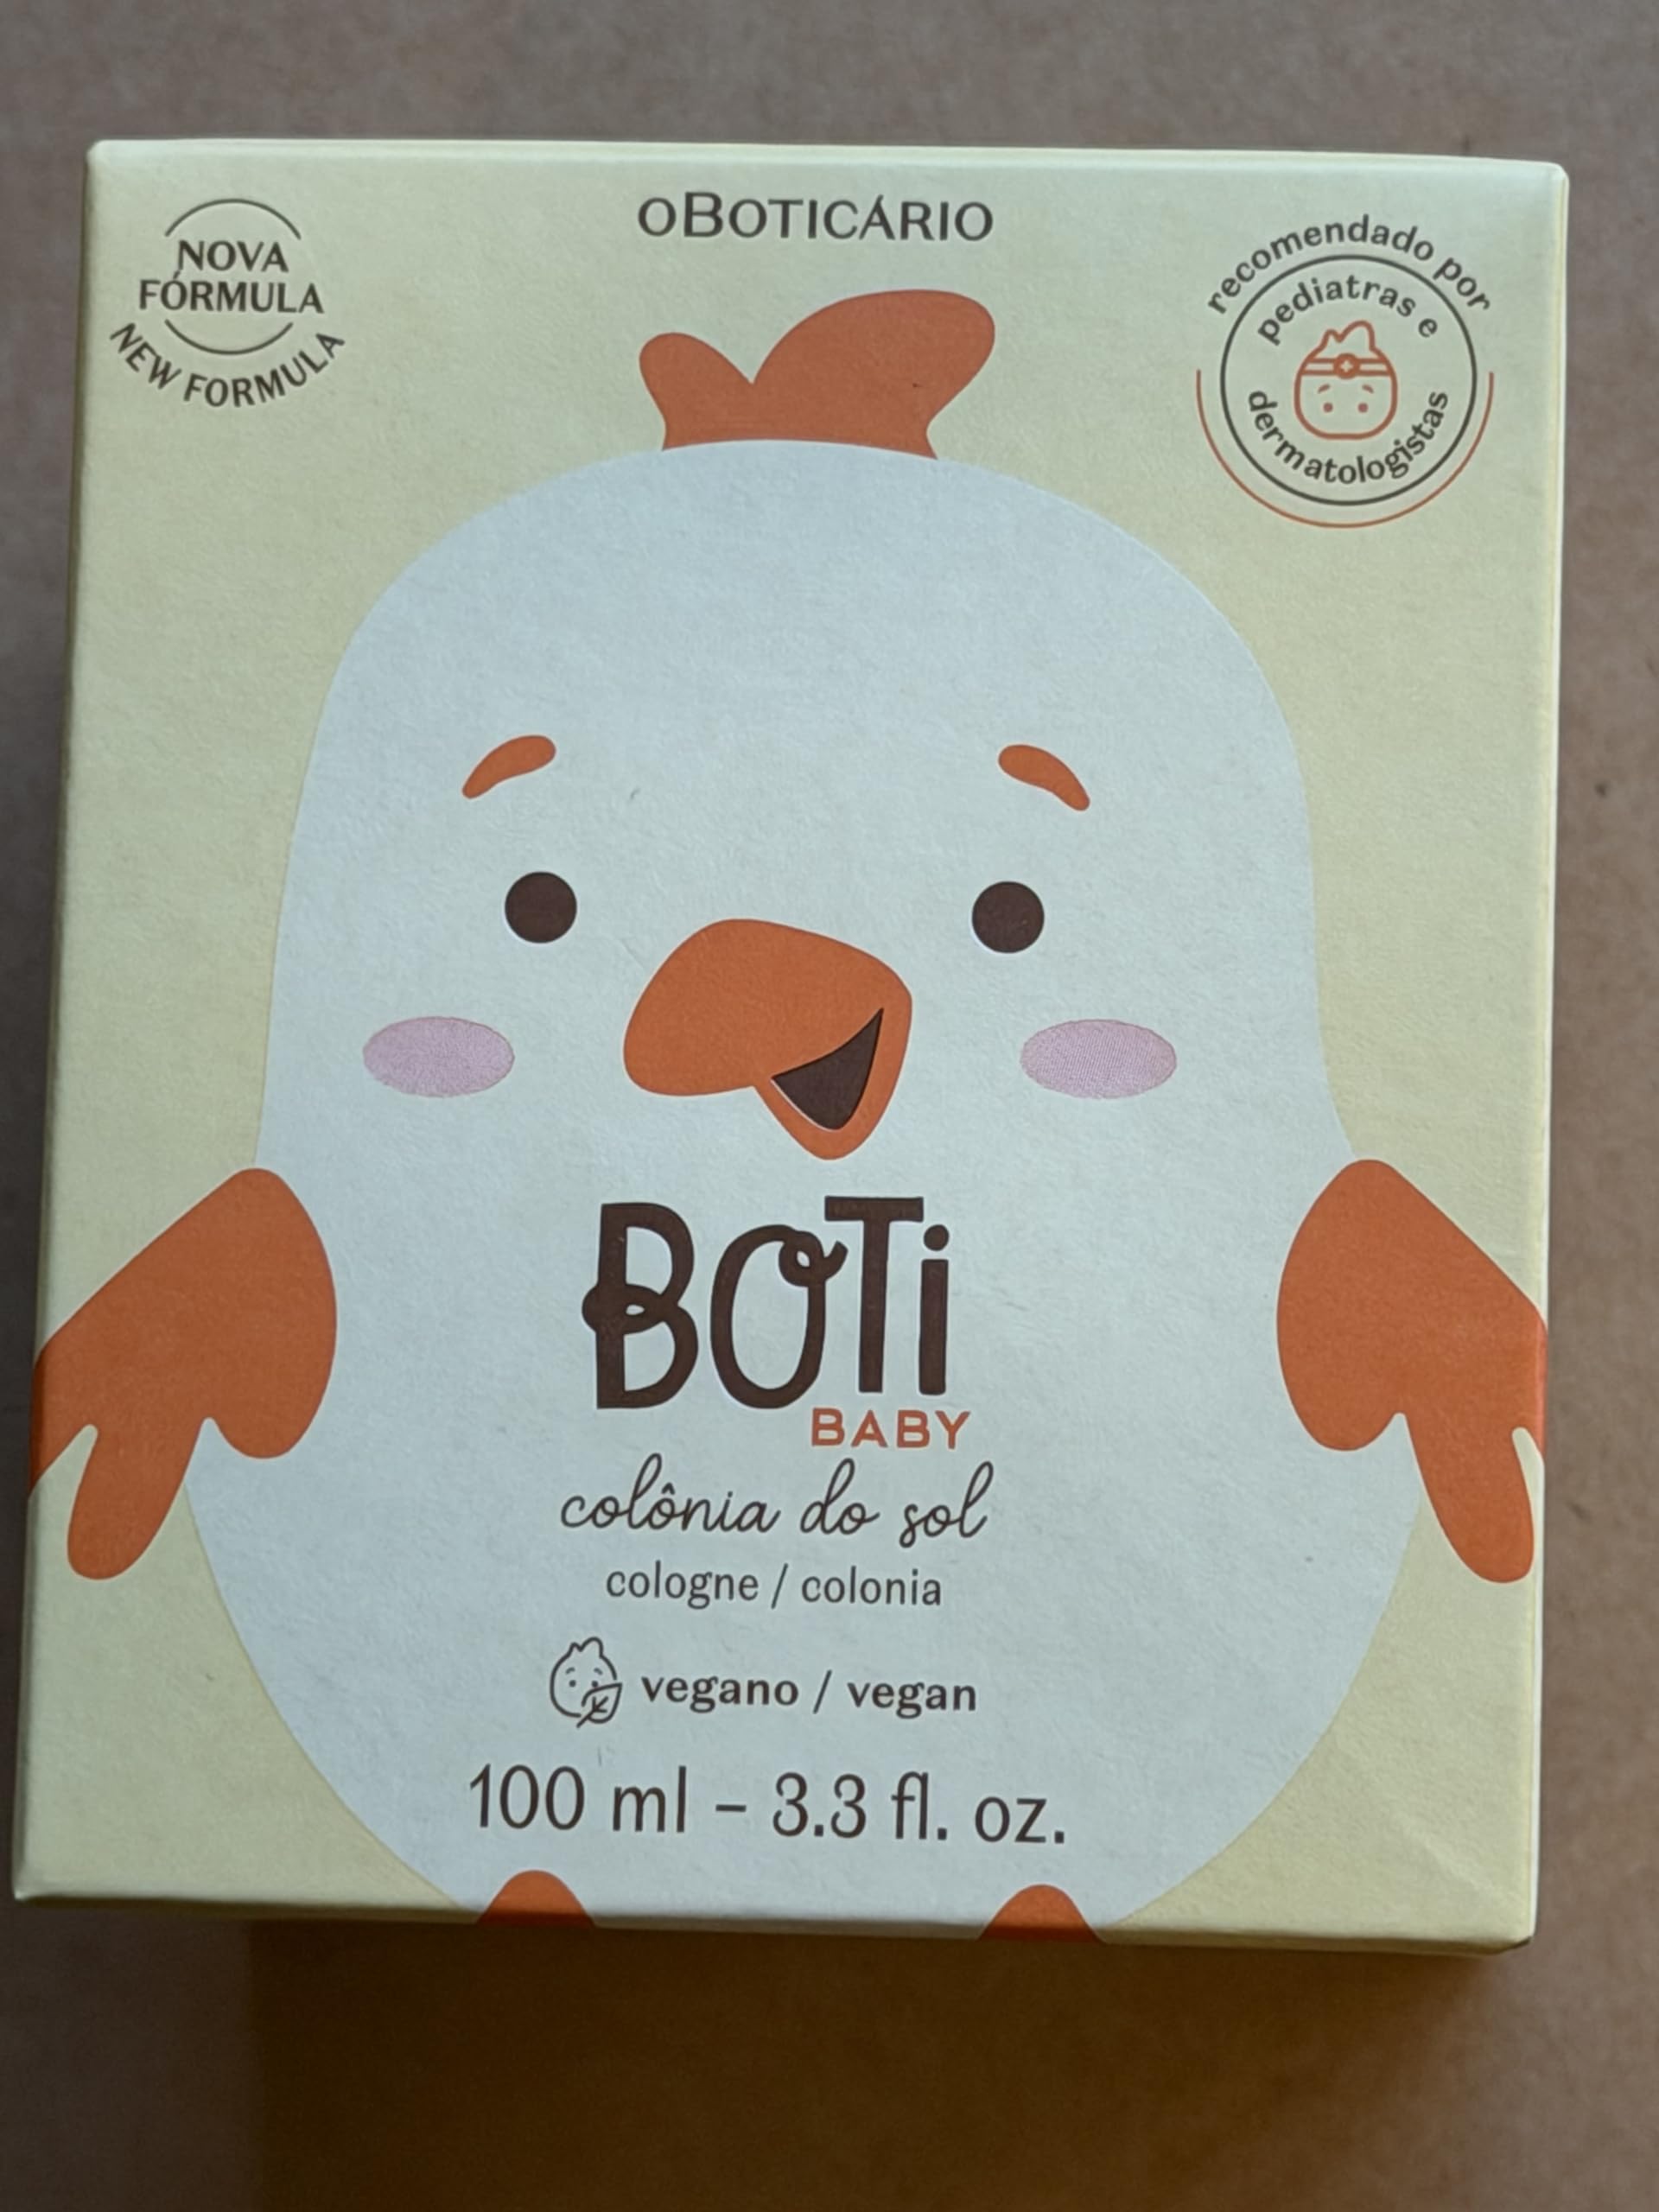 oBOTICÁRIO
NOVA
FÓRMULA
NEW FORMULA
recomendado por
pediatras e
dermatologistas
BOTi
BABY
colônia do sol
cologne / colonia
vegano / vegan
100 ml – 3.3 fl. oz.